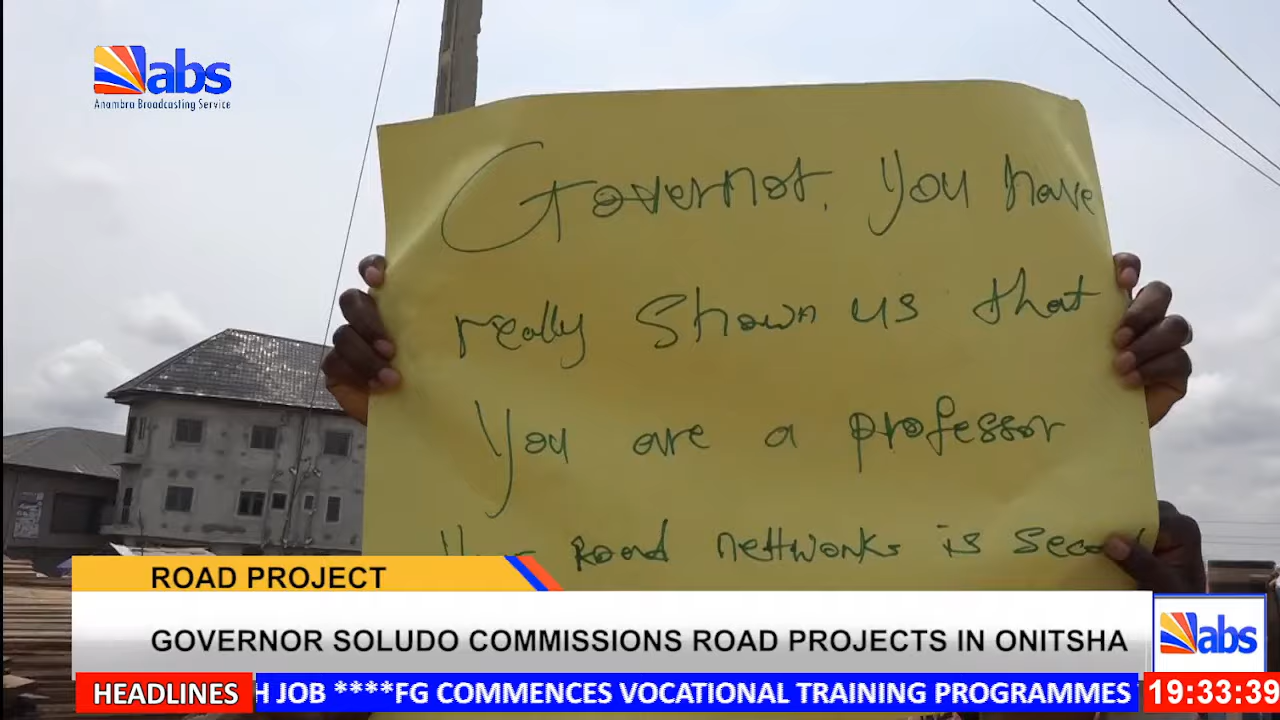 abs
Anambra Broadcasting Service
Governor, You have
really shown us that
You are a professor
Road nettworks is
ROAD PROJECT
GOVERNOR SOLUDO COMMISSIONS ROAD PROJECTS IN ONITSHA
abs
HEADLINES H JOB ****FG COMMENCES VOCATIONAL TRAINING PROGRAMMES 19:33:39